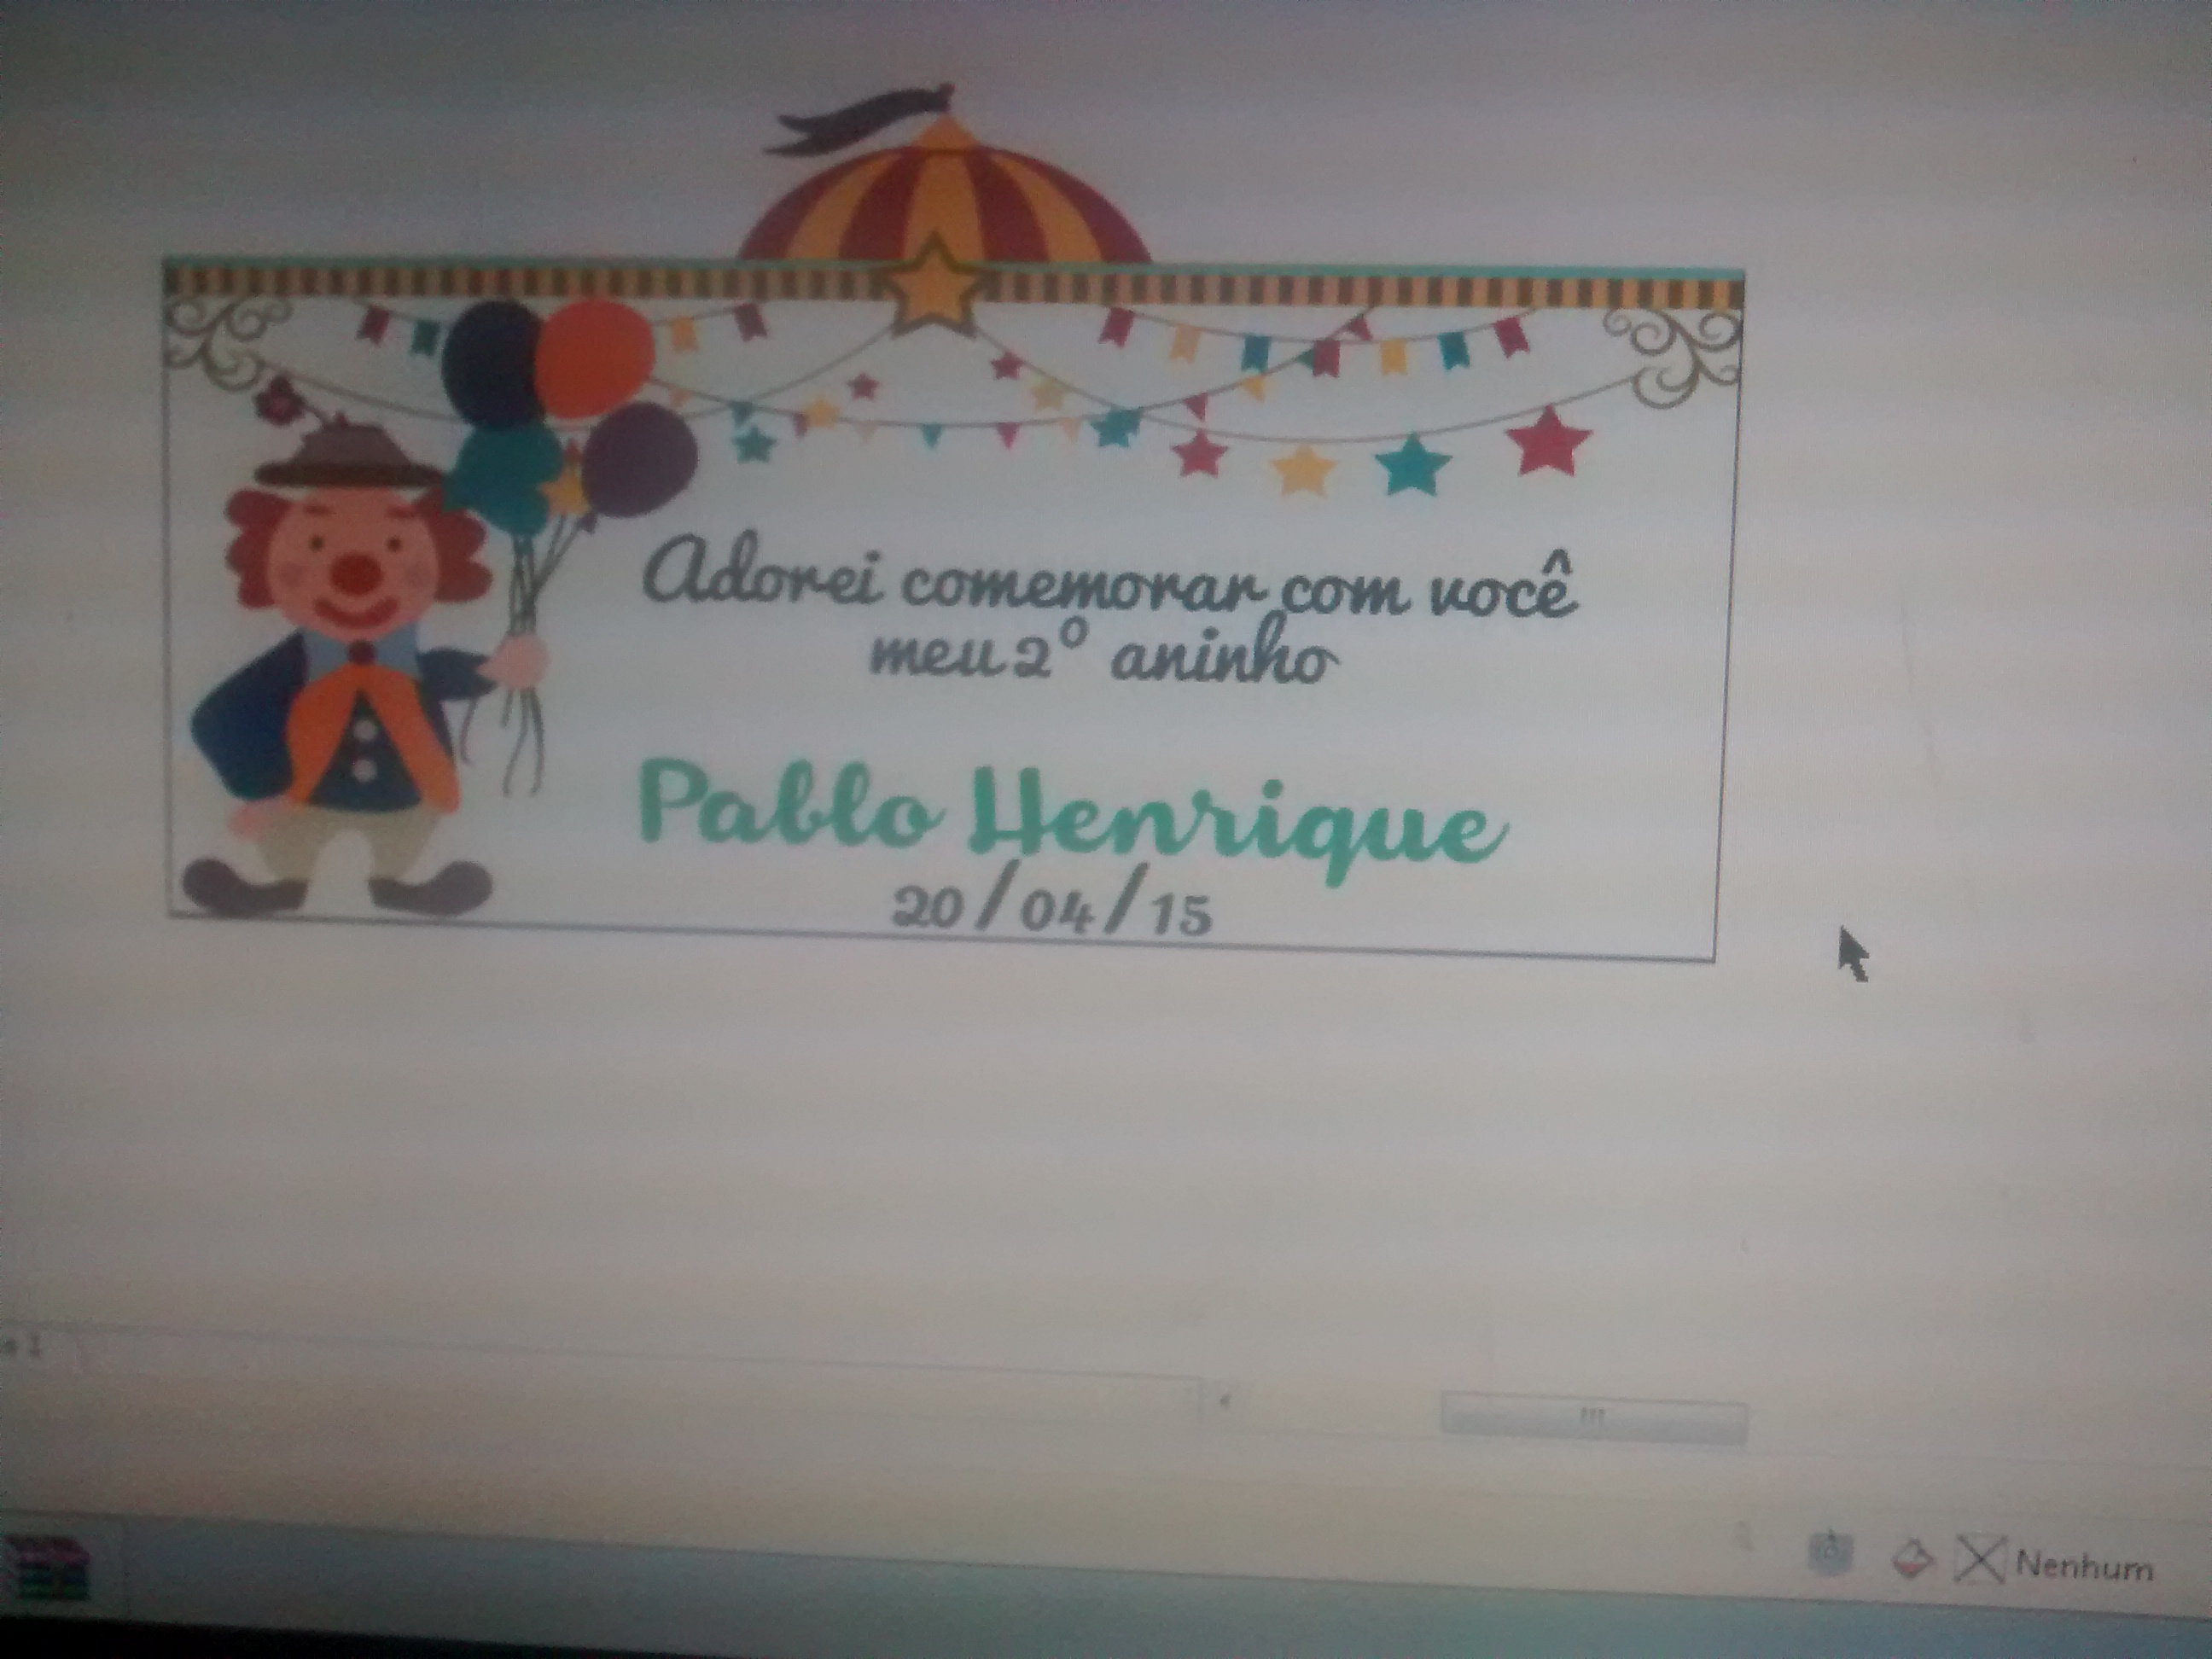 Adorei comemorar com você
meu 2º aninho
Pablo Henrique
20/04/15
Nenhum